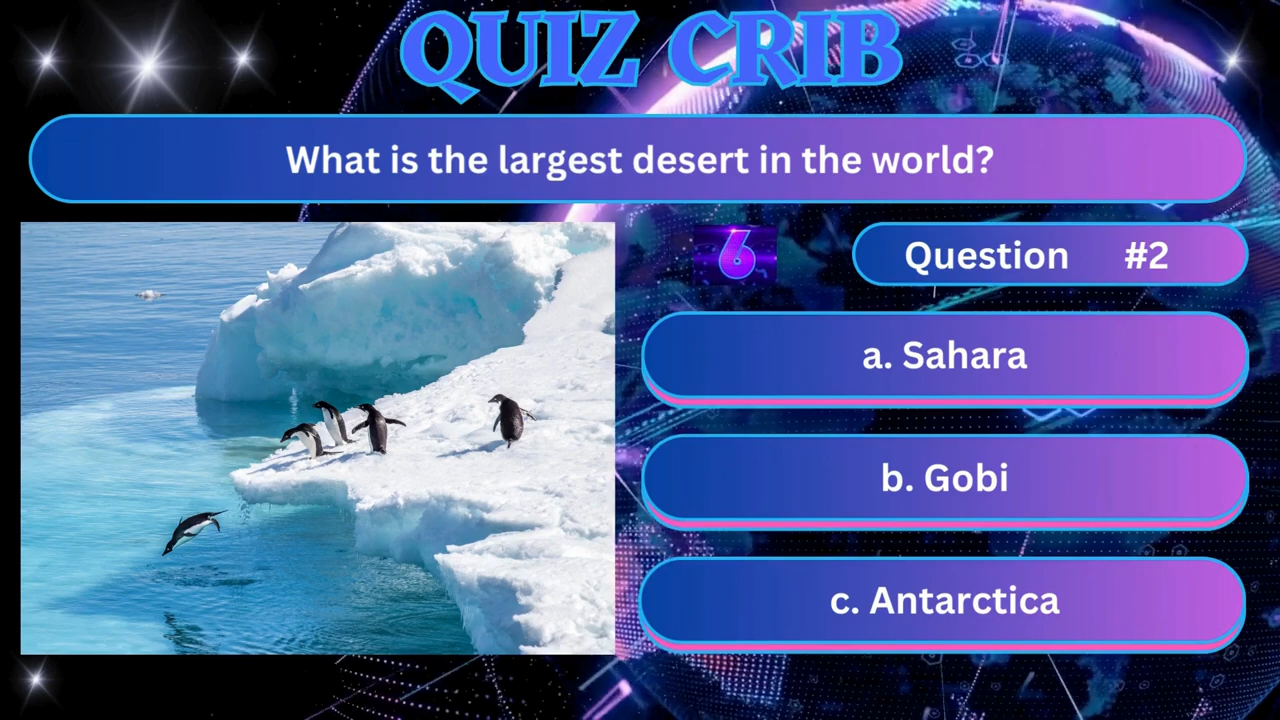 QUIZ CRIB
What is the largest desert in the world?
6
Question #2
a. Sahara
b. Gobi
c. Antarctica